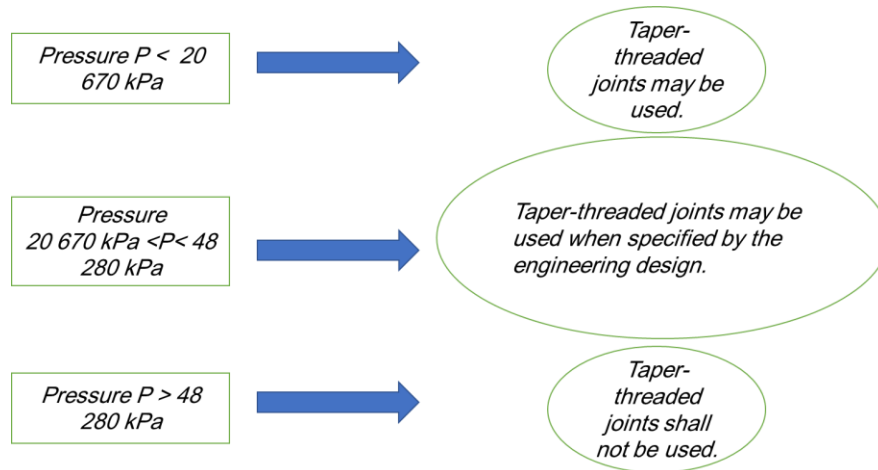 Pressure P < 20
670 kPa
Taper-
threaded
joints may be
used.
Pressure
20 670 kPa <P< 48
280 kPa
Taper-threaded joints may be
used when specified by the
engineering design.
Pressure P > 48
280 kPa
Taper-
threaded
joints shall
not be used.